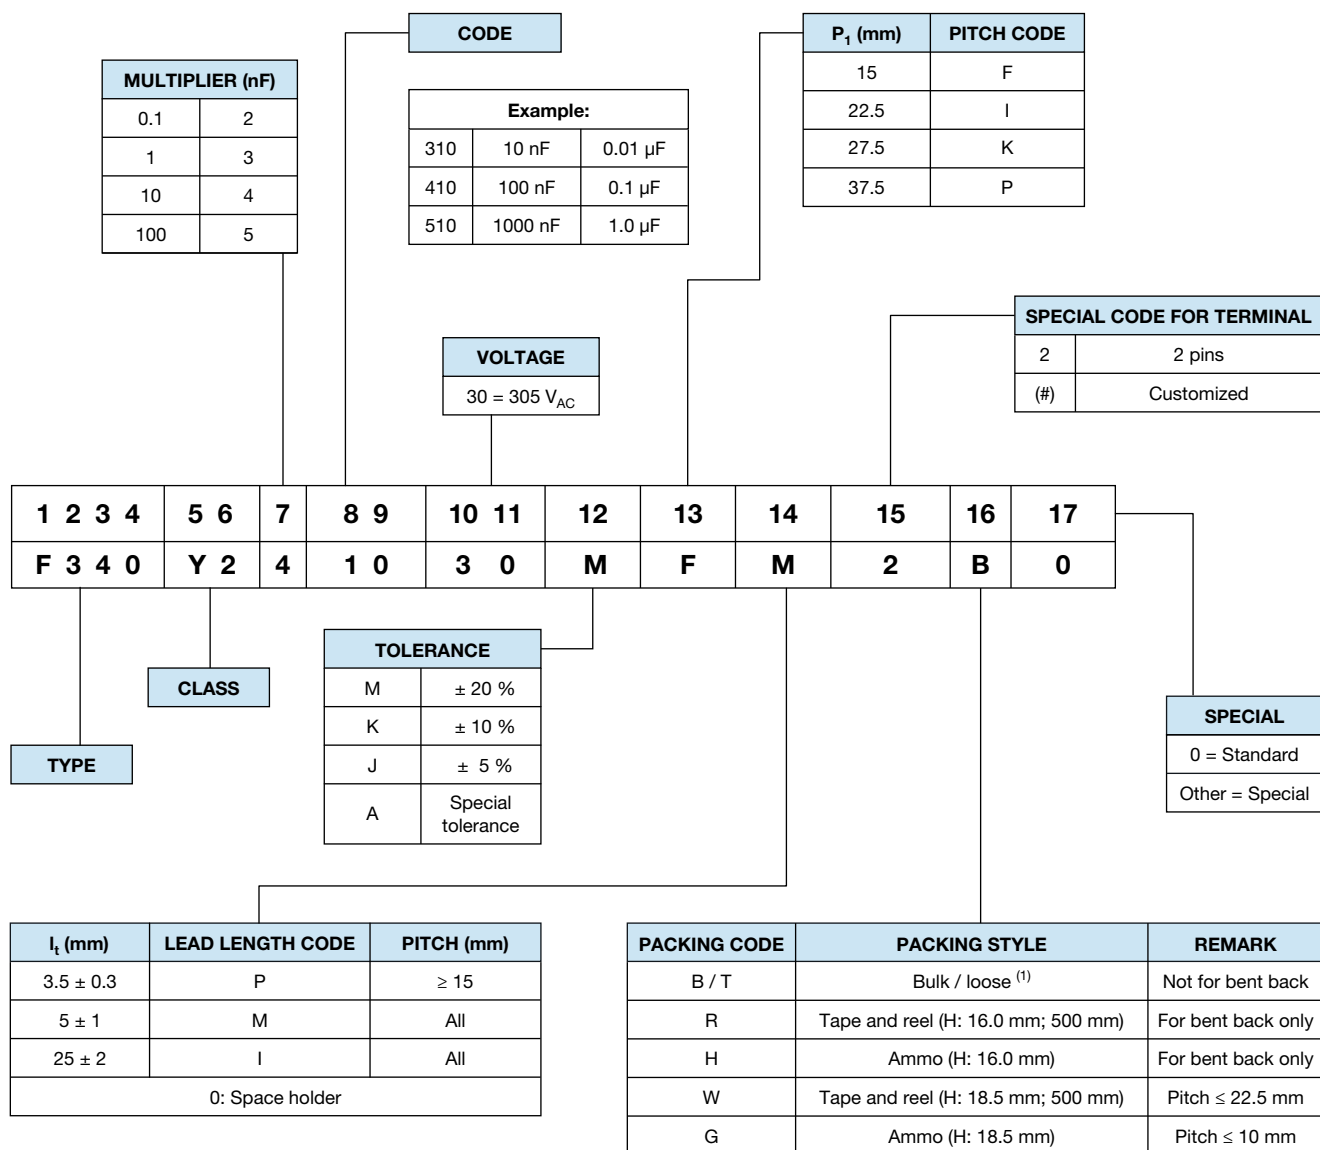 CODE
P1 (mm) PITCH CODE
15 F
22.5 I
27.5 K
37.5 P
MULTIPLIER (nF)
0.1 2
1 3
10 4
100 5
Example:
310 10 nF 0.01 µF
410 100 nF 0.1 µF
510 1000 nF 1.0 µF
SPECIAL CODE FOR TERMINAL
2 2 pins
(#) Customized
VOLTAGE
30 = 305 VAC
1 2 3 4 5 6 7 8 9 10 11 12 13 14 15 16 17
F 3 4 0 Y 2 4 1 0 3 0 M F M 2 B 0
TOLERANCE
M ± 20 %
K ± 10 %
J ± 5 %
A Special
tolerance
CLASS
TYPE
SPECIAL
0 = Standard
Other = Special
lt (mm) LEAD LENGTH CODE PITCH (mm)
3.5 ± 0.3 P ≥ 15
5 ± 1 M All
25 ± 2 I All
0: Space holder
PACKING CODE PACKING STYLE REMARK
B / T Bulk / loose (1) Not for bent back
R Tape and reel (H: 16.0 mm; 500 mm) For bent back only
H Ammo (H: 16.0 mm) For bent back only
W Tape and reel (H: 18.5 mm; 500 mm) Pitch ≤ 22.5 mm
G Ammo (H: 18.5 mm) Pitch ≤ 10 mm